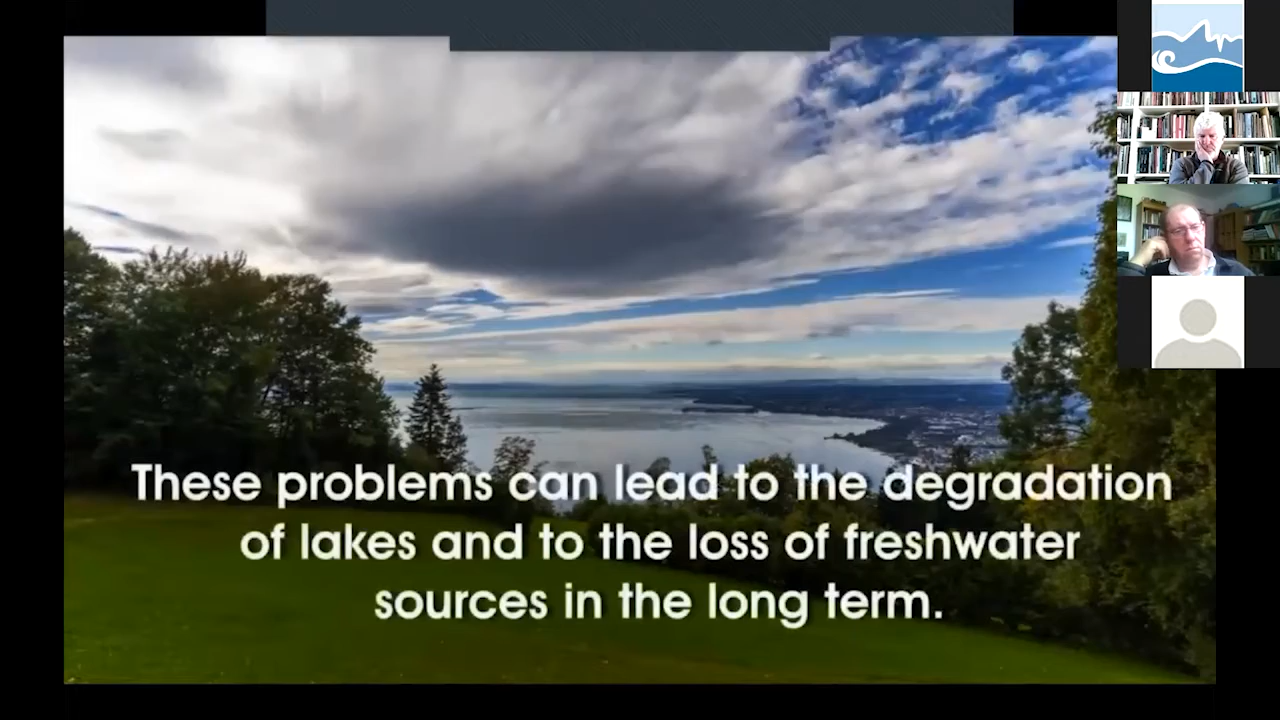 These problems can lead to the degradation
of lakes and to the loss of freshwater
sources in the long term.